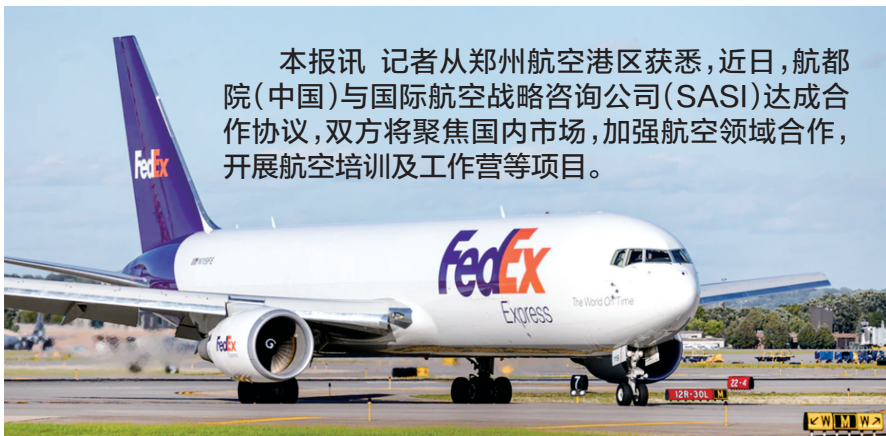 本报讯 记者从郑州航空港区获悉,近日,航都
院(中国)与国际航空战略咨询公司(SASI)达成合
作协议,双方将聚焦国内市场,加强航空领域合作,
开展航空培训及工作营等项目。
FedEx
FedEx
Express
The World On Time
FedEx
7
22-4
12R-30L M
↙W M W↗